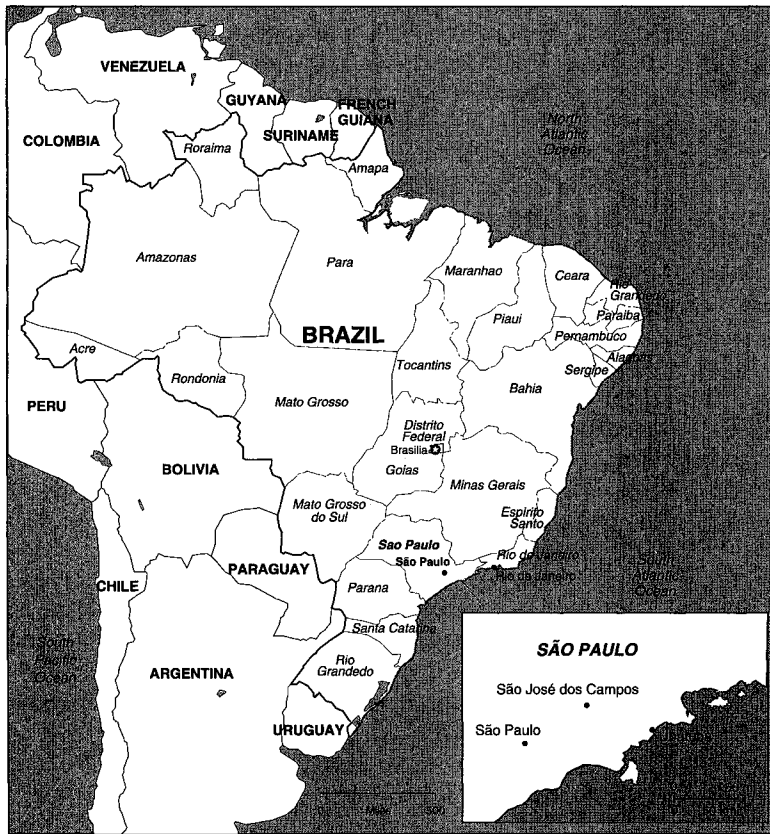 VENEZUELA
GUYANA
FRENCH
GUIANA
SURINAME
COLOMBIA
North
Atlantic
Ocean
Roraima
Amapa
Amazonas
Para
Maranhao
Ceara
Rio
Grandedo
Paraiba
Piaui
Pernambuco
Alagoas
Sergipe
BRAZIL
Acre
Rondonia
Tocantins
Bahia
Mato Grosso
PERU
Distrito
Federal
Brasilia
Goias
BOLIVIA
Minas Gerais
Mato Grosso
do Sul
Espirito
Santo
Sao Paulo
São Paulo
Rio de Janeiro
Rio de Janeiro
PARAGUAY
CHILE
Parana
South
Atlantic
Ocean
Santa Catarina
South
Pacific
Ocean
ARGENTINA
Rio
Grandedo
URUGUAY
Miles 500
SÃO PAULO
São José dos Campos
São Paulo